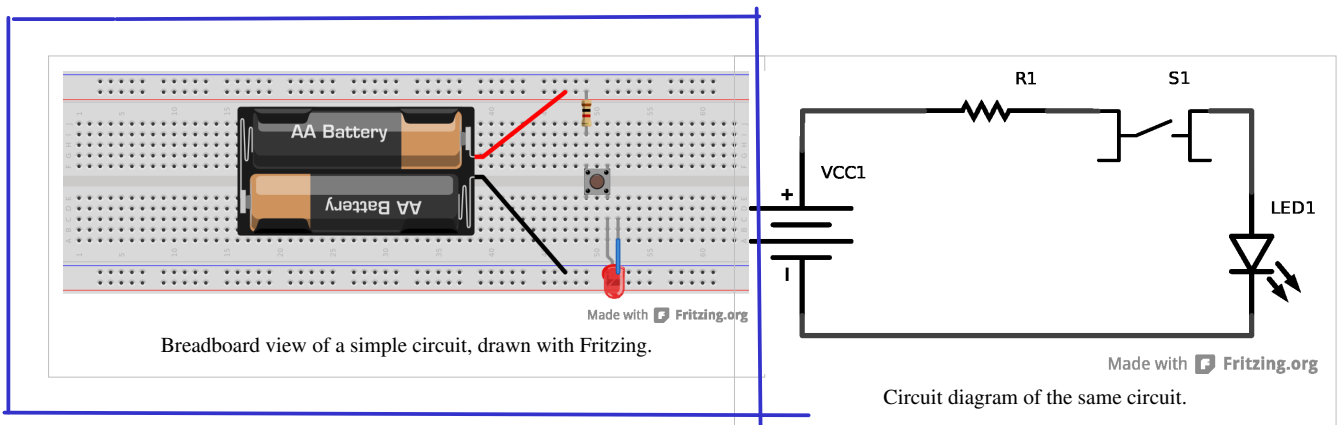 AA Battery
AA Battery
Made with Fritzing.org
Breadboard view of a simple circuit, drawn with Fritzing.
R1
S1
VCC1
+
LED1
Made with Fritzing.org
Circuit diagram of the same circuit.